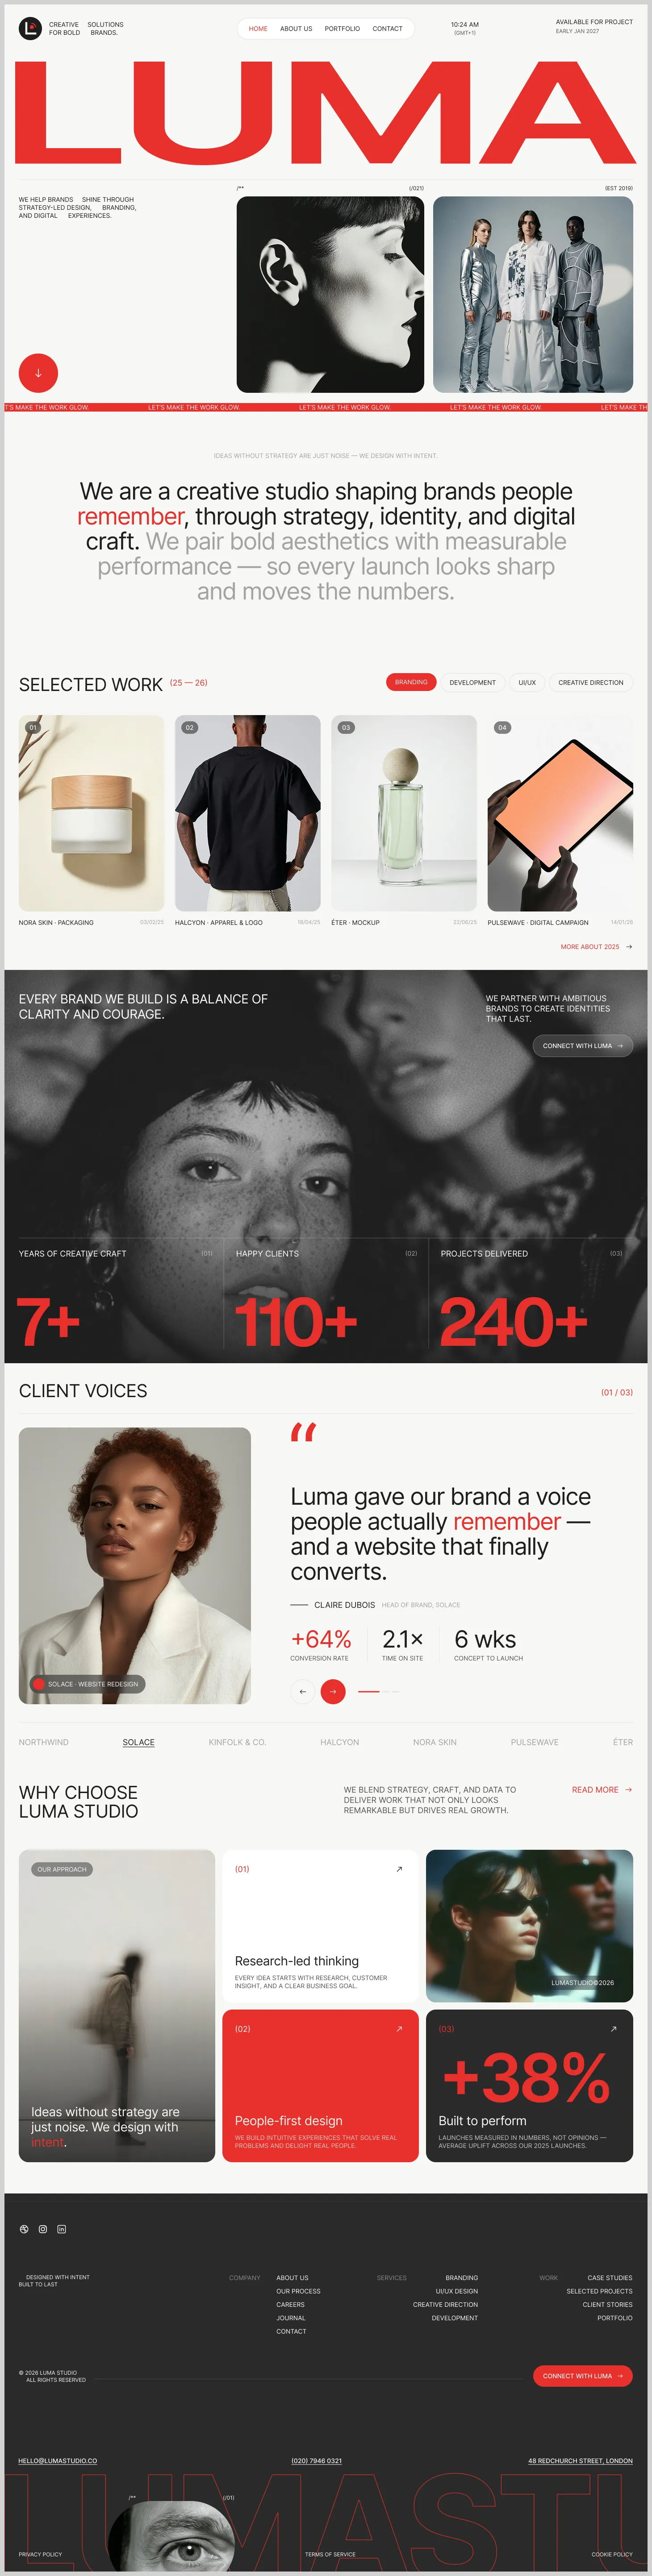 CREATIVE SOLUTIONS
FOR BOLD BRANDS.
HOME ABOUT US PORTFOLIO CONTACT
10:24 AM
(GMT+1)
AVAILABLE FOR PROJECT
EARLY JAN 2027
LUMA
WE HELP BRANDS SHINE THROUGH
STRATEGY-LED DESIGN, BRANDING,
AND DIGITAL EXPERIENCES.
/** (/021)
(EST 2019)
T'S MAKE THE WORK GLOW. LET'S MAKE THE WORK GLOW. LET'S MAKE THE WORK GLOW. LET'S MAKE THE WORK GLOW. LET'S MAKE TH
IDEAS WITHOUT STRATEGY ARE JUST NOISE — WE DESIGN WITH INTENT.
We are a creative studio shaping brands people
remember, through strategy, identity, and digital
craft. We pair bold aesthetics with measurable
performance — so every launch looks sharp
and moves the numbers.
SELECTED WORK (25 — 26)
BRANDING DEVELOPMENT UI/UX CREATIVE DIRECTION
01 02 03 04
NORA SKIN · PACKAGING 03/02/25
HALCYON · APPAREL & LOGO 18/04/25
ÉTER · MOCKUP 22/08/25
PULSEWAVE · DIGITAL CAMPAIGN 14/01/26
MORE ABOUT 2025 →
EVERY BRAND WE BUILD IS A BALANCE OF
CLARITY AND COURAGE.
WE PARTNER WITH AMBITIOUS
BRANDS TO CREATE IDENTITIES
THAT LAST.
CONNECT WITH LUMA →
YEARS OF CREATIVE CRAFT (01)
7+
HAPPY CLIENTS (02)
110+
PROJECTS DELIVERED (03)
240+
CLIENT VOICES
(01 / 03)
“
Luma gave our brand a voice
people actually remember —
and a website that finally
converts.
CLAIRE DUBOIS HEAD OF BRAND, SOLACE
+64% 2.1× 6 wks
CONVERSION RATE TIME ON SITE CONCEPT TO LAUNCH
SOLACE · WEBSITE REDESIGN
NORTHWIND SOLACE KINFOLK & CO. HALCYON NORA SKIN PULSEWAVE ÉTER
WHY CHOOSE
LUMA STUDIO
WE BLEND STRATEGY, CRAFT, AND DATA TO
DELIVER WORK THAT NOT ONLY LOOKS
REMARKABLE BUT DRIVES REAL GROWTH.
READ MORE →
OUR APPROACH
Ideas without strategy are
just noise. We design with
intent.
(01)
Research-led thinking
EVERY IDEA STARTS WITH RESEARCH, CUSTOMER
INSIGHT, AND A CLEAR BUSINESS GOAL.
LUMASTUDIO©2026
(02)
People-first design
WE BUILD INTUITIVE EXPERIENCES THAT SOLVE REAL
PROBLEMS AND DELIGHT REAL PEOPLE.
(03)
+38%
Built to perform
LAUNCHES MEASURED IN NUMBERS, NOT OPINIONS —
AVERAGE UPLIFT ACROSS OUR 2025 LAUNCHES.
DESIGNED WITH INTENT
BUILT TO LAST
COMPANY
ABOUT US
OUR PROCESS
CAREERS
JOURNAL
CONTACT
SERVICES
BRANDING
UI/UX DESIGN
CREATIVE DIRECTION
DEVELOPMENT
WORK
CASE STUDIES
SELECTED PROJECTS
CLIENT STORIES
PORTFOLIO
© 2026 LUMA STUDIO
ALL RIGHTS RESERVED
CONNECT WITH LUMA →
HELLO@LUMASTUDIO.CO
(020) 7946 0321
48 REDCHURCH STREET, LONDON
LUMASTU
/** (/01)
PRIVACY POLICY
TERMS OF SERVICE
COOKIE POLICY